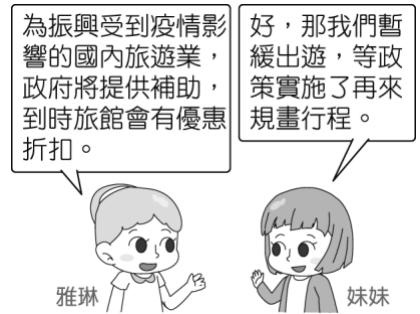 為振興受到疫情影
響的國內旅遊業，
政府將提供補助，
到時旅館會有優惠
折扣。
好，那我們暫
緩出遊，等政
策實施了再來
規畫行程。
雅琳
妹妹